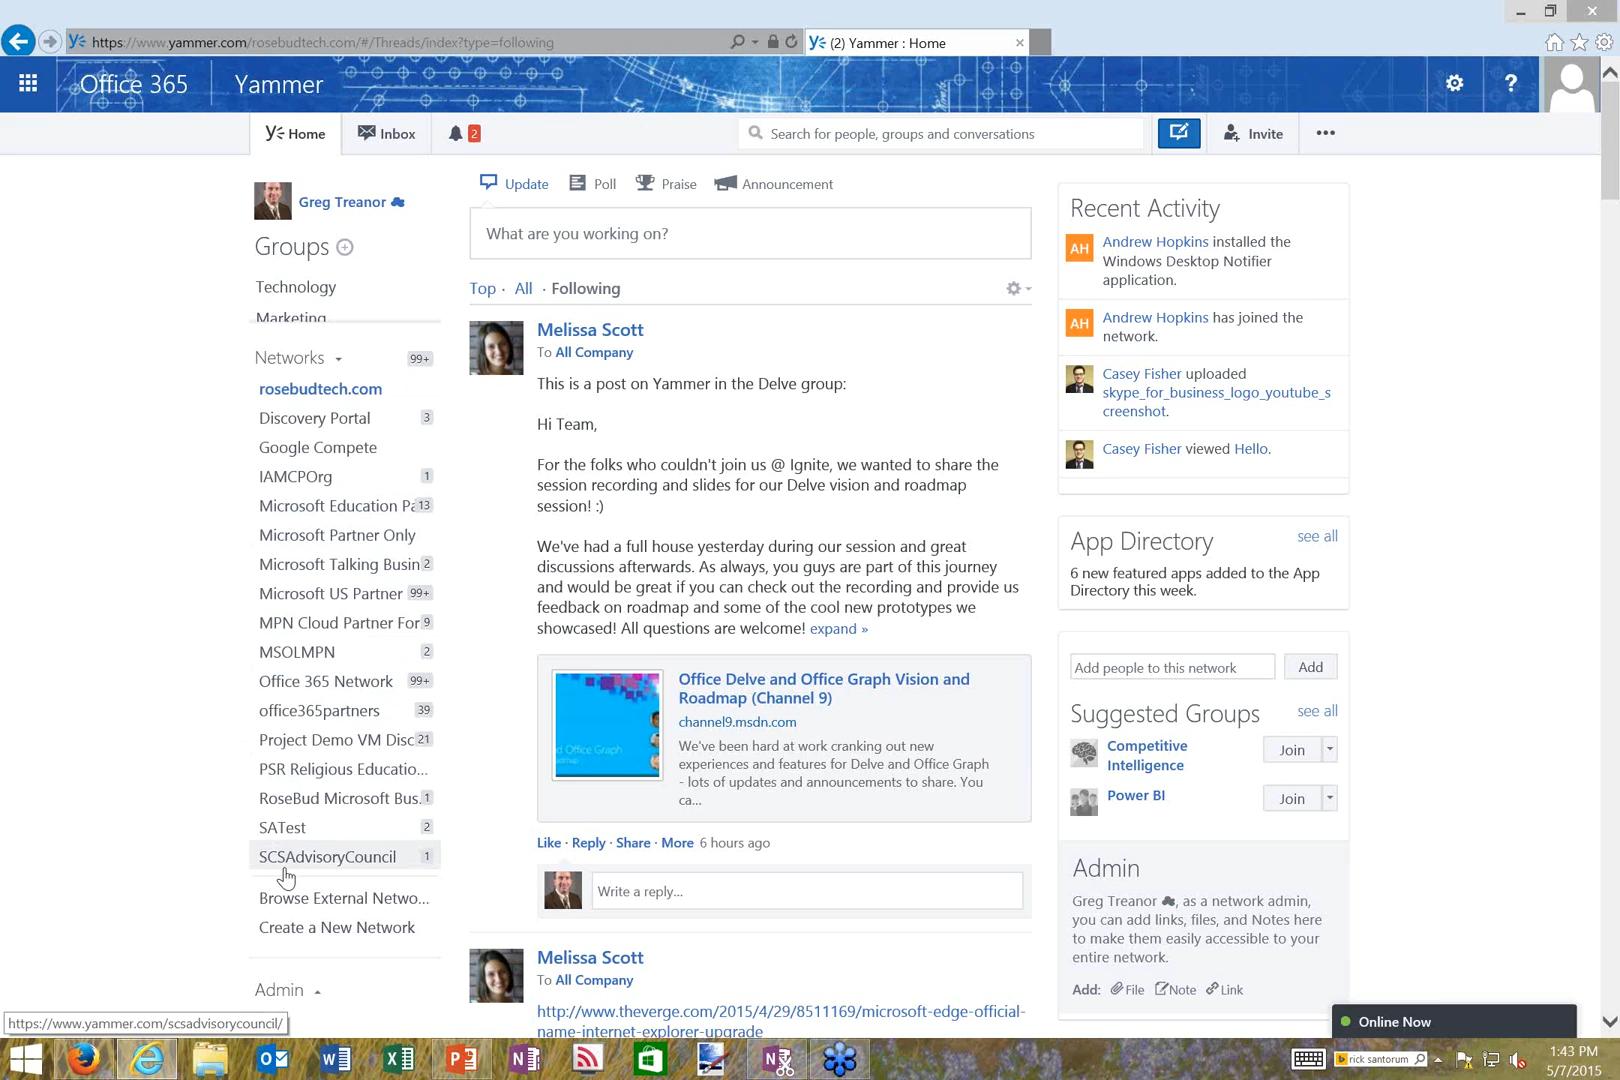 https://www.yammer.com/rosebudtech.com/#/Threads/index?type=following
(2) Yammer : Home
Office 365
Yammer
Home
Inbox
2
Search for people, groups and conversations
Invite
Greg Treanor
Groups
Technology
Marketing
Networks
99+
rosebudtech.com
Discovery Portal 3
Google Compete
IAMCPOrg 1
Microsoft Education Pa 13
Microsoft Partner Only
Microsoft Talking Busin 2
Microsoft US Partner 99+
MPN Cloud Partner For 9
MSOLMPN 2
Office 365 Network 99+
office365partners 39
Project Demo VM Disc 21
PSR Religious Educatio...
RoseBud Microsoft Bus. 1
SATest 2
SCSAdvisoryCouncil 1
Browse External Netwo...
Create a New Network
Admin
https://www.yammer.com/scsadvisorycouncil/
Update
Poll
Praise
Announcement
What are you working on?
Top · All · Following
Melissa Scott
To All Company
This is a post on Yammer in the Delve group:
Hi Team,
For the folks who couldn't join us @ Ignite, we wanted to share the
session recording and slides for our Delve vision and roadmap
session! :)
We've had a full house yesterday during our session and great
discussions afterwards. As always, you guys are part of this journey
and would be great if you can check out the recording and provide us
feedback on roadmap and some of the cool new prototypes we
showcased! All questions are welcome! expand »
Office Delve and Office Graph Vision and
Roadmap (Channel 9)
channel9.msdn.com
We've been hard at work cranking out new
experiences and features for Delve and Office Graph
- lots of updates and announcements to share. You
ca...
d Office Graph
Like · Reply · Share · More 6 hours ago
Write a reply...
Melissa Scott
To All Company
http://www.theverge.com/2015/4/29/8511169/microsoft-edge-official-
name-internet-explorer-upgrade
Recent Activity
AH
Andrew Hopkins installed the
Windows Desktop Notifier
application.
AH
Andrew Hopkins has joined the
network.
Casey Fisher uploaded
skype_for_business_logo_youtube_s
creenshot.
Casey Fisher viewed Hello.
App Directory
see all
6 new featured apps added to the App
Directory this week.
Add people to this network
Add
Suggested Groups
see all
Competitive
Intelligence
Join
Power BI
Join
Admin
Greg Treanor , as a network admin,
you can add links, files, and Notes here
to make them easily accessible to your
entire network.
Add: File Note Link
Online Now
rick santorum
1:43 PM
5/7/2015